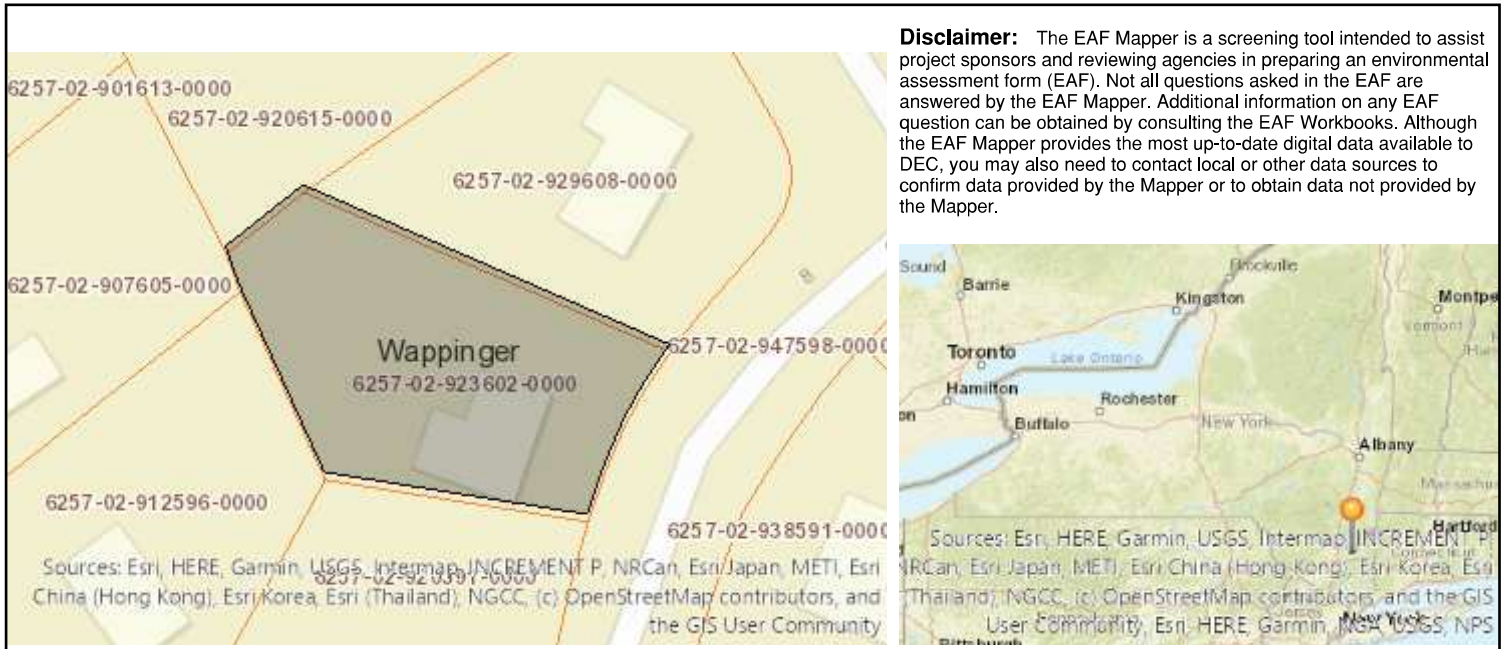 6257-02-901613-0000
6257-02-920615-0000
6257-02-929608-0000
6257-02-907605-0000
6257-02-947598-0000
Wappinger
6257-02-923602-0000
6257-02-912596-0000
6257-02-938591-0000
Sources: Esri, HERE, Garmin, USGS, Intermap, INCREMENT P, NRCan, Esri Japan, METI, Esri
China (Hong Kong), Esri Korea, Esri (Thailand), NGCC, (c) OpenStreetMap contributors, and
the GIS User Community
Disclaimer: The EAF Mapper is a screening tool intended to assist
project sponsors and reviewing agencies in preparing an environmental
assessment form (EAF). Not all questions asked in the EAF are
answered by the EAF Mapper. Additional information on any EAF
question can be obtained by consulting the EAF Workbooks. Although
the EAF Mapper provides the most up-to-date digital data available to
DEC, you may also need to contact local or other data sources to
confirm data provided by the Mapper or to obtain data not provided by
the Mapper.
Sound
Barrie
Brockville
Kingston
Montpe
Vermont
Toronto
Lake Ontario
Hamilton
Rochester
Buffalo
New York
Albany
Massachus
Hartford
Connecticut
Sources: Esri, HERE, Garmin, USGS, Intermap, INCREMENT P,
NRCan, Esri Japan, METI, Esri China (Hong Kong), Esri Korea, Esri
(Thailand), NGCC, (c) OpenStreetMap contributors, and the GIS
User Community, Esri, HERE, Garmin, NGA, USGS, NPS
New York
Pittsburgh